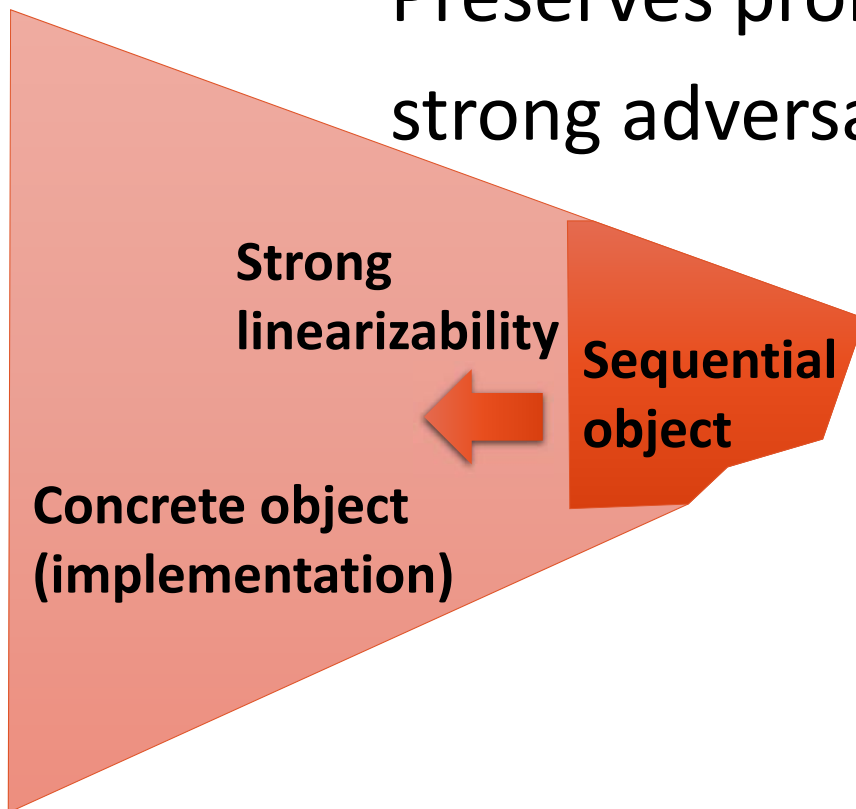 strong adversa
Strong
linearizability
Sequential
object
Concrete object
(implementation)